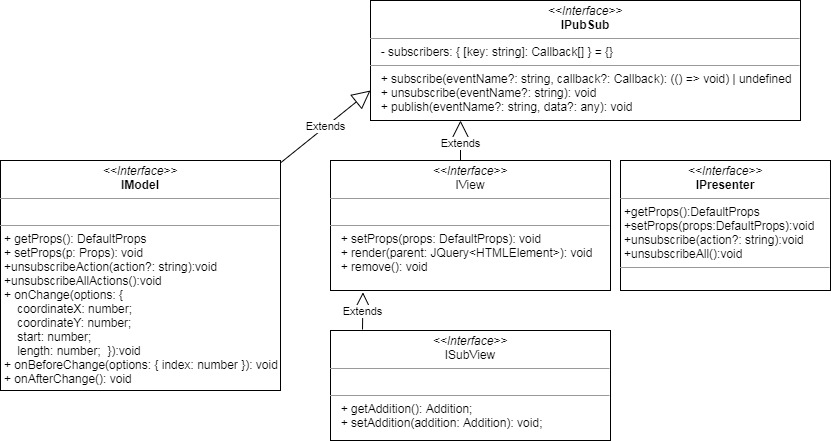 <<Interface>>
IPubSub
- subscribers: { [key: string]: Callback[] } = {}
+ subscribe(eventName?: string, callback?: Callback): (() => void) | undefined
+ unsubscribe(eventName?: string): void
+ publish(eventName?: string, data?: any): void
Extends
Extends
<<Interface>>
IModel
+ getProps(): DefaultProps
+ setProps(p: Props): void
+unsubscribeAction(action?: string):void
+unsubscribeAllActions():void
+ onChange(options: {
coordinateX: number;
coordinateY: number;
start: number;
length: number;  }):void
+ onBeforeChange(options: { index: number }): void
+ onAfterChange(): void
<<Interface>>
IView
+ setProps(props: DefaultProps): void
+ render(parent: JQuery<HTMLElement>): void
+ remove(): void
<<Interface>>
IPresenter
+getProps():DefaultProps
+setProps(props:DefaultProps):void
+unsubscribe(action?: string):void
+unsubscribeAll():void
Extends
<<Interface>>
ISubView
+ getAddition(): Addition;
+ setAddition(addition: Addition): void;